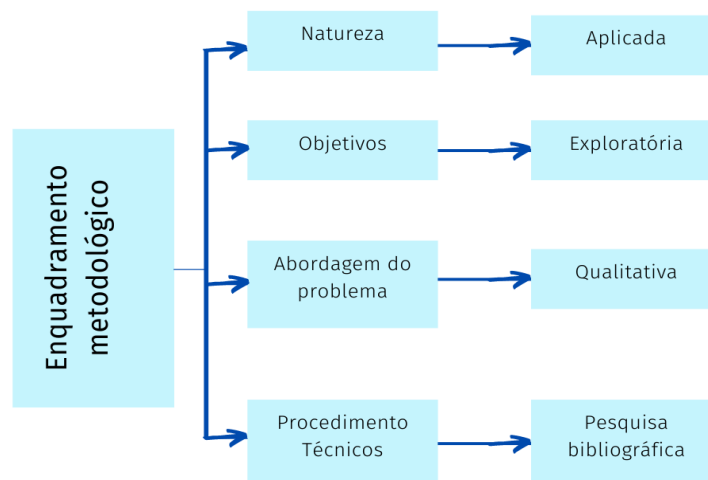 Enquadramento
metodológico
Natureza
Aplicada
Objetivos
Exploratória
Abordagem do
problema
Qualitativa
Procedimento
Técnicos
Pesquisa
bibliográfica